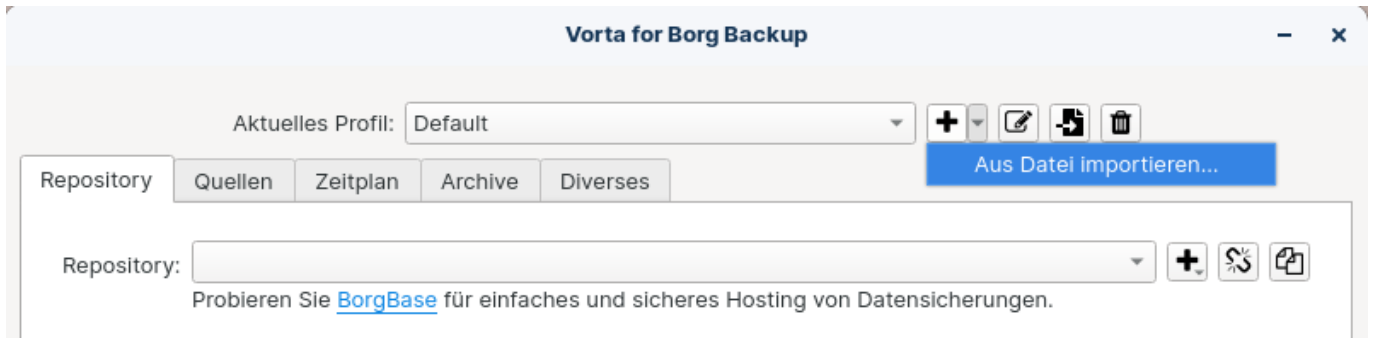 Vorta for Borg Backup
Aktuelles Profil: Default
Aus Datei importieren...
Repository Quellen Zeitplan Archive Diverses
Repository:
Probieren Sie BorgBase für einfaches und sicheres Hosting von Datensicherungen.